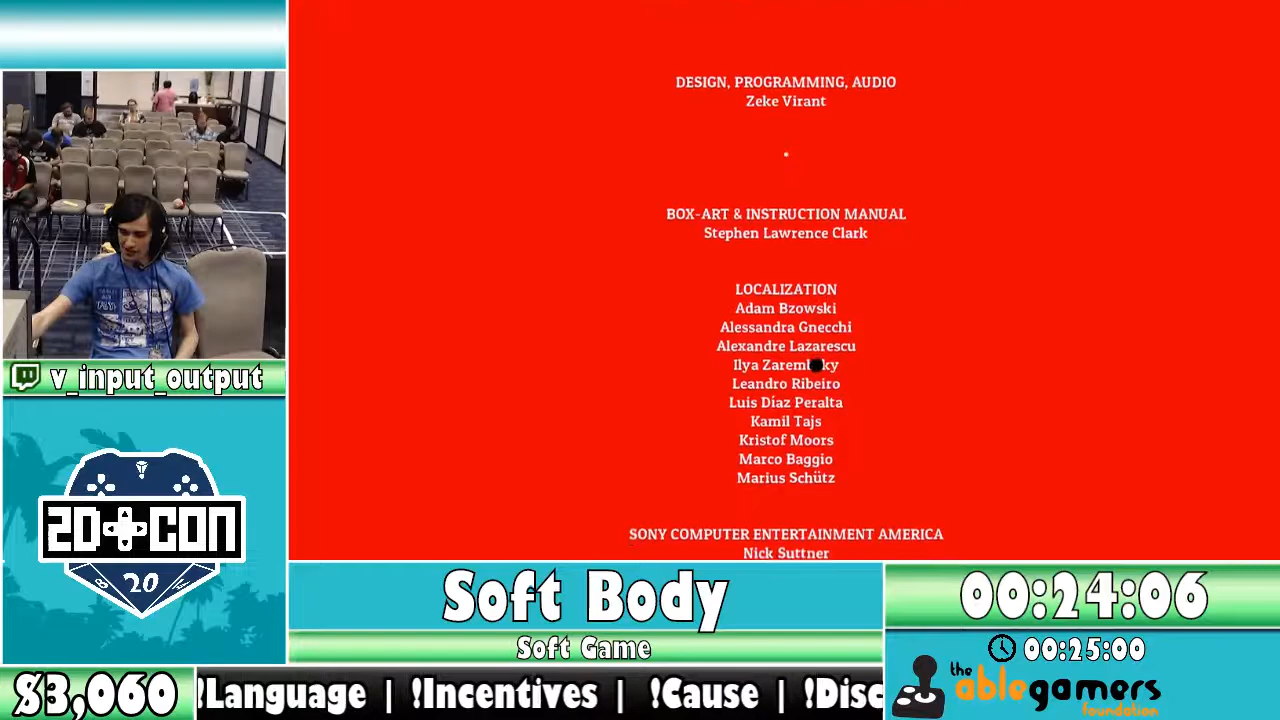 DESIGN, PROGRAMMING, AUDIO
Zeke Virant
BOX-ART & INSTRUCTION MANUAL
Stephen Lawrence Clark
LOCALIZATION
Adam Bzowski
Alessandra Gnecchi
Alexandre Lazarescu
Ilya
Leandro Ribeiro
Luis Díaz Peralta
Kamil Tajs
Kristof Moors
Marco Baggio
Marius Schütz
SONY COMPUTER ENTERTAINMENT AMERICA
Nick Suttner
v_input_output
2D CON
20
Soft Body
Soft Game
00:24:06
00:25:00
the
ablegamers
foundation
$3,060
!Language | !Incentives | !Cause | !Disc